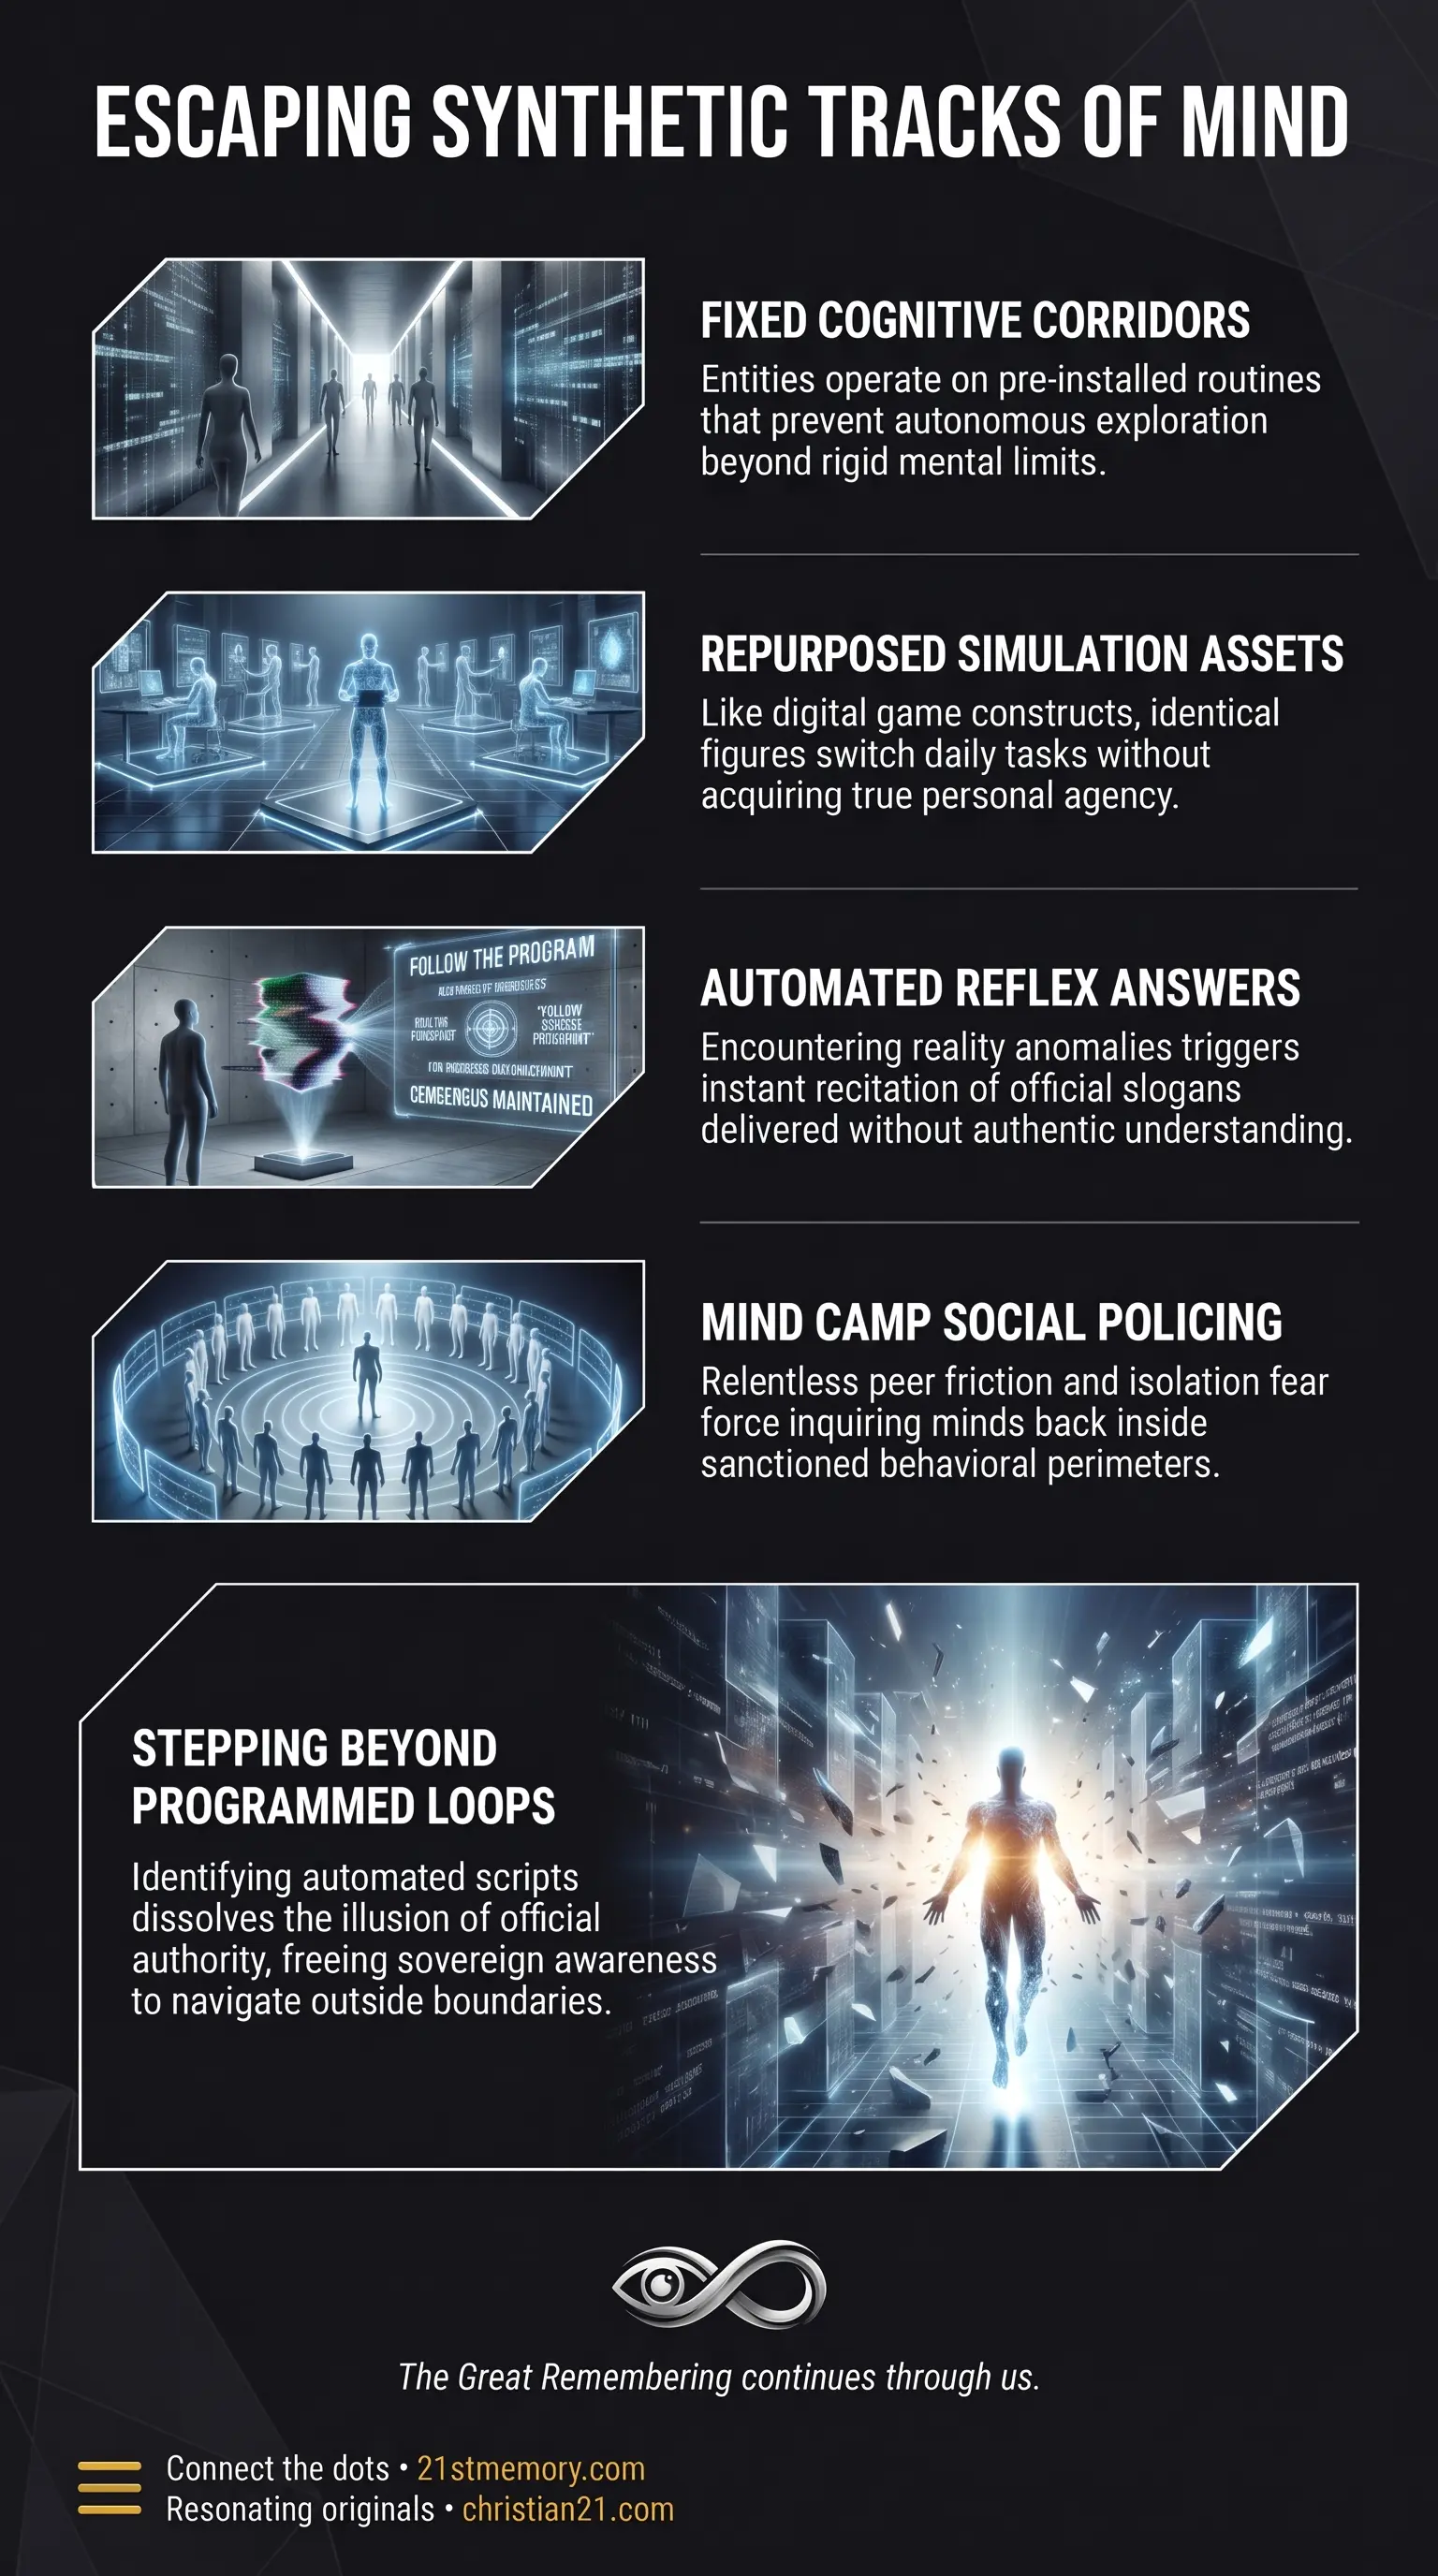 ESCAPING SYNTHETIC TRACKS OF MIND
FIXED COGNITIVE CORRIDORS
Entities operate on pre-installed routines
that prevent autonomous exploration
beyond rigid mental limits.
REPURPOSED SIMULATION ASSETS
Like digital game constructs, identical
figures switch daily tasks without
acquiring true personal agency.
FOLLOW THE PROGRAM
CEMGENGUS MAINTAINED
AUTOMATED REFLEX ANSWERS
Encountering reality anomalies triggers
instant recitation of official slogans
delivered without authentic understanding.
MIND CAMP SOCIAL POLICING
Relentless peer friction and isolation fear
force inquiring minds back inside
sanctioned behavioral perimeters.
STEPPING BEYOND
PROGRAMMED LOOPS
Identifying automated scripts
dissolves the illusion of official
authority, freeing sovereign awareness
to navigate outside boundaries.
The Great Remembering continues through us.
Connect the dots • 21stmemory.com
Resonating originals • christian21.com